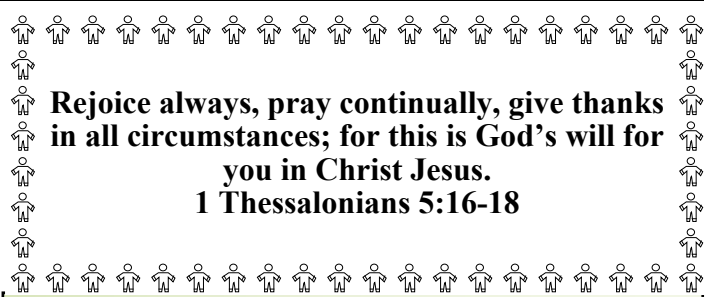 Rejoice always, pray continually, give thanks
in all circumstances; for this is God’s will for
you in Christ Jesus.
1 Thessalonians 5:16-18